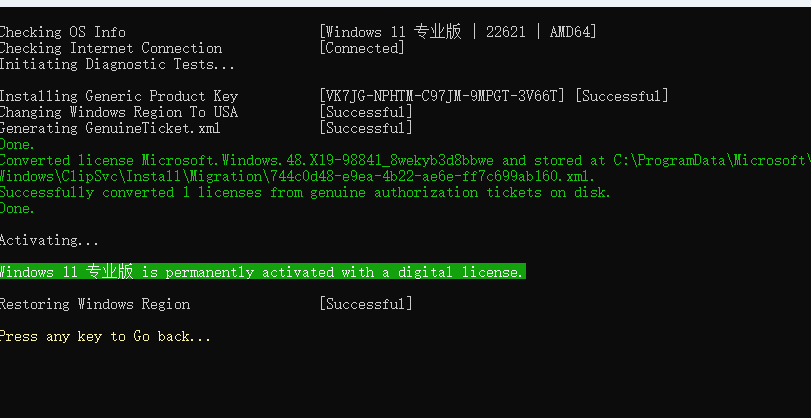 Checking OS Info [Windows 11 专业版 | 22621 | AMD64]
Checking Internet Connection [Connected]
Initiating Diagnostic Tests...
Installing Generic Product Key [VK7JG-NPHTM-C97JM-9MPGT-3V66T] [Successful]
Changing Windows Region To USA [Successful]
Generating GenuineTicket.xml [Successful]
Done.
Converted license Microsoft.Windows.48.X19-98841_8wekyb3d8bbwe and stored at C:\ProgramData\Microsoft\
Windows\ClipSvc\Install\Migration\744c0d48-e9ea-4b22-ae6e-ff7c699ab160.xml.
Successfully converted 1 licenses from genuine authorization tickets on disk.
Done.
Activating...
Windows 11 专业版 is permanently activated with a digital license.
Restoring Windows Region [Successful]
Press any key to Go back...